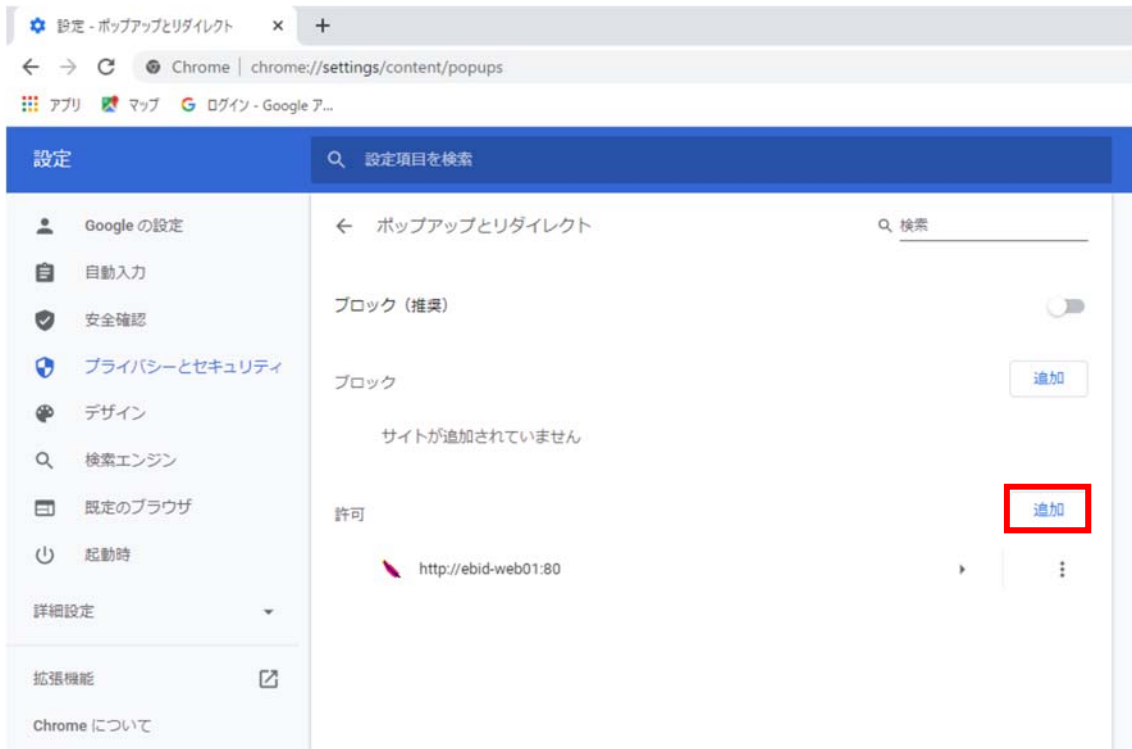 設定 - ポップアップとリダイレクト
Chrome | chrome://settings/content/popups
アプリ マップ ログイン - Google ア...
設定
設定項目を検索
Google の設定
自動入力
安全確認
プライバシーとセキュリティ
デザイン
検索エンジン
既定のブラウザ
起動時
詳細設定
拡張機能
Chrome について
ポップアップとリダイレクト
検索
ブロック（推奨）
ブロック
追加
サイトが追加されていません
許可
追加
http://ebid-web01:80